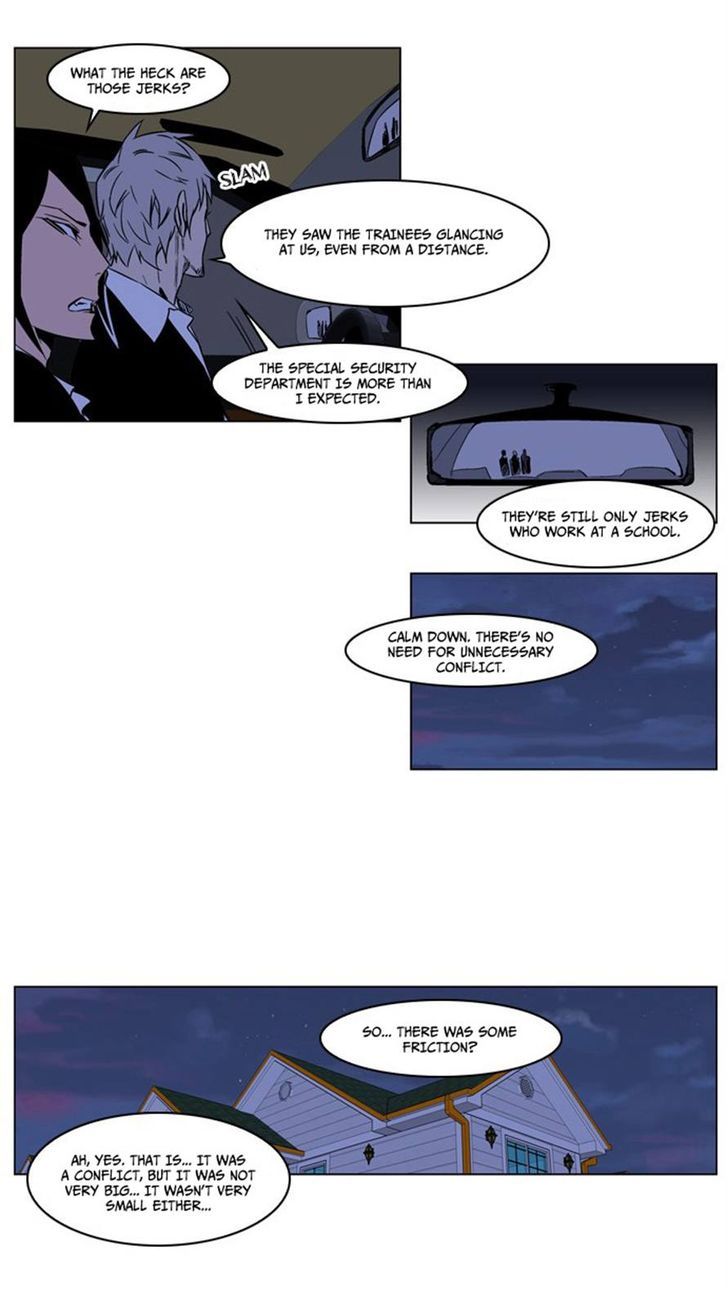 WHAT THE HECK ARE
THOSE JERKS?
SLAM
THEY SAW THE TRAINEES GLANCING
AT US, EVEN FROM A DISTANCE.
THE SPECIAL SECURITY
DEPARTMENT IS MORE THAN
I EXPECTED.
THEY'RE STILL ONLY JERKS
WHO WORK AT A SCHOOL.
CALM DOWN. THERE'S NO
NEED FOR UNNECESSARY
CONFLICT.
SO... THERE WAS SOME
FRICTION?
AH, YES. THAT IS... IT WAS
A CONFLICT, BUT IT WAS NOT
VERY BIG... IT WASN'T VERY
SMALL EITHER...